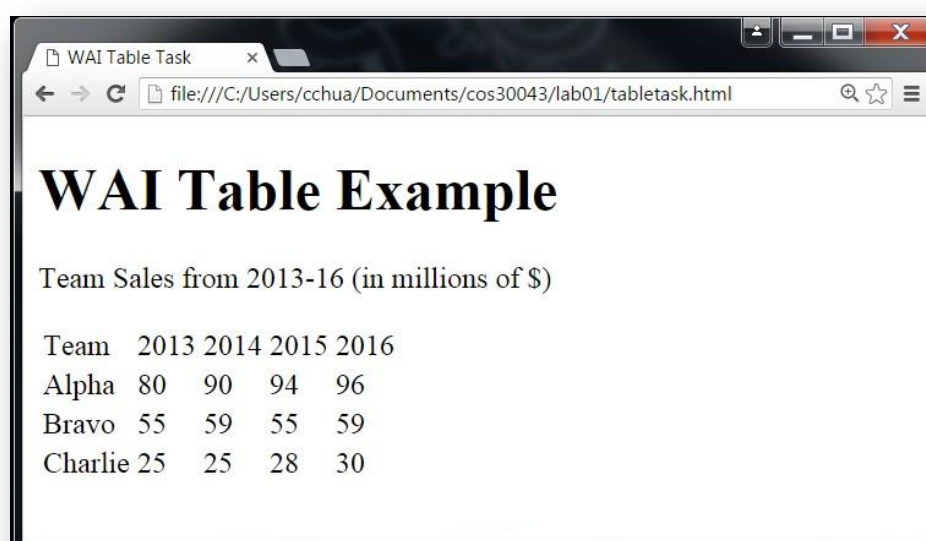 WAI Table Task
file:///C:/Users/cchua/Documents/cos30043/lab01/tabletask.html
WAI Table Example
Team Sales from 2013-16 (in millions of $)
Team 2013 2014 2015 2016
Alpha 80 90 94 96
Bravo 55 59 55 59
Charlie 25 25 28 30